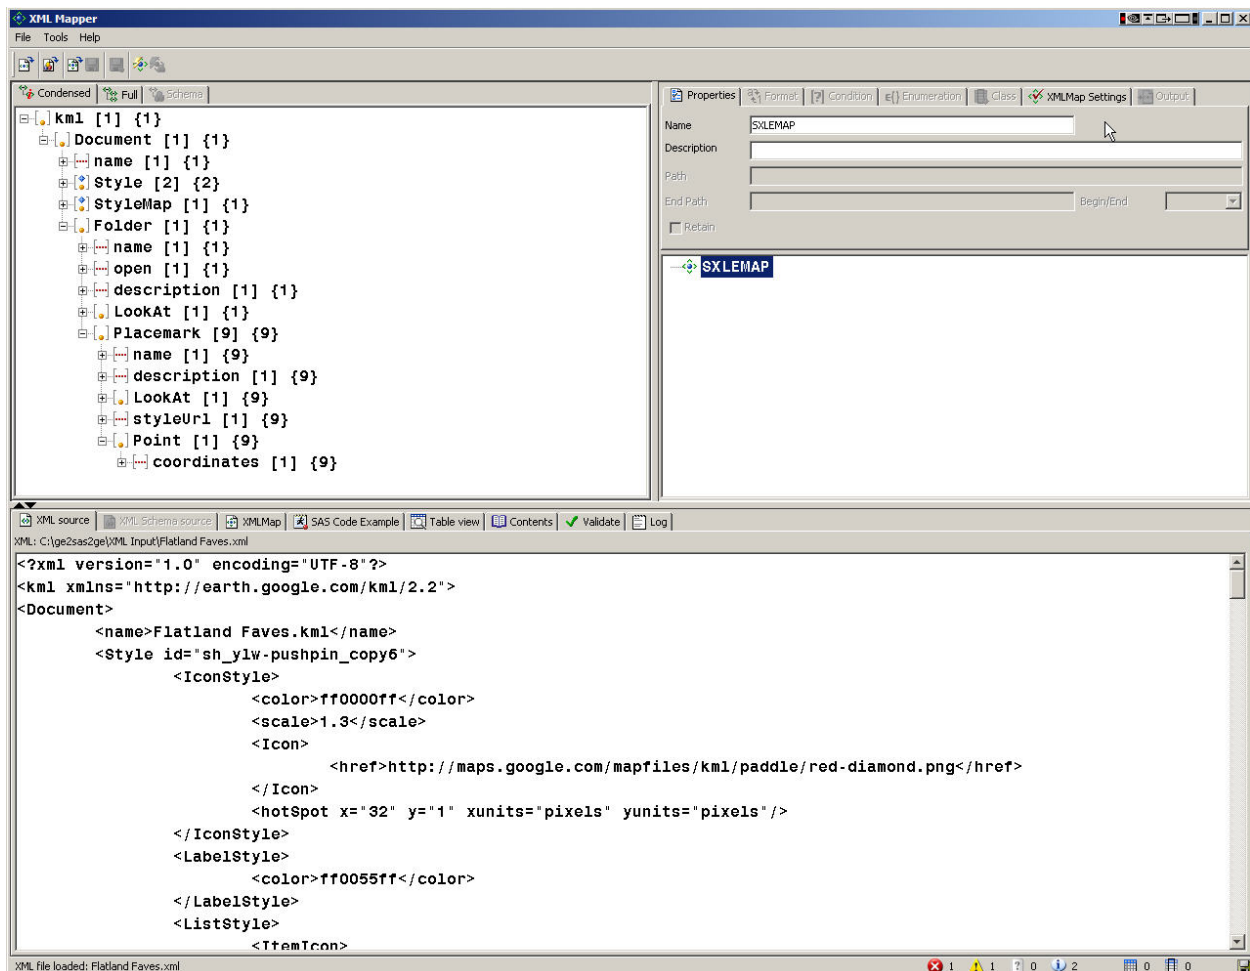 XML Mapper
File Tools Help
Condensed Full Schema
kml [1] {1}
Document [1] {1}
name [1] {1}
Style [2] {2}
StyleMap [1] {1}
Folder [1] {1}
name [1] {1}
open [1] {1}
description [1] {1}
LookAt [1] {1}
Placemark [9] {9}
name [1] {9}
description [1] {9}
LookAt [1] {9}
styleUrl [1] {9}
Point [1] {9}
coordinates [1] {9}
Properties Format Condition Enumeration Class XMLMap Settings Output
Name SXLEMAP
Description
Path
End Path Begin/End
Retain
SXLEMAP
XML source XML Schema source XMLMap SAS Code Example Table view Contents Validate Log
XML: C:\ge2sas2ge\XML Input\Flatland Faves.xml
<?xml version="1.0" encoding="UTF-8"?>
<kml xmlns="http://earth.google.com/kml/2.2">
<Document>
<name>Flatland Faves.kml</name>
<Style id="sh_ylw-pushpin_copy6">
<IconStyle>
<color>ff0000ff</color>
<scale>1.3</scale>
<Icon>
<href>http://maps.google.com/mapfiles/kml/paddle/red-diamond.png</href>
</Icon>
<hotSpot x="32" y="1" xunits="pixels" yunits="pixels"/>
</IconStyle>
<LabelStyle>
<color>ff0055ff</color>
</LabelStyle>
<ListStyle>
<ItemIcon>
XML file loaded: Flatland Faves.xml 1 1 ? 0 2 0 0